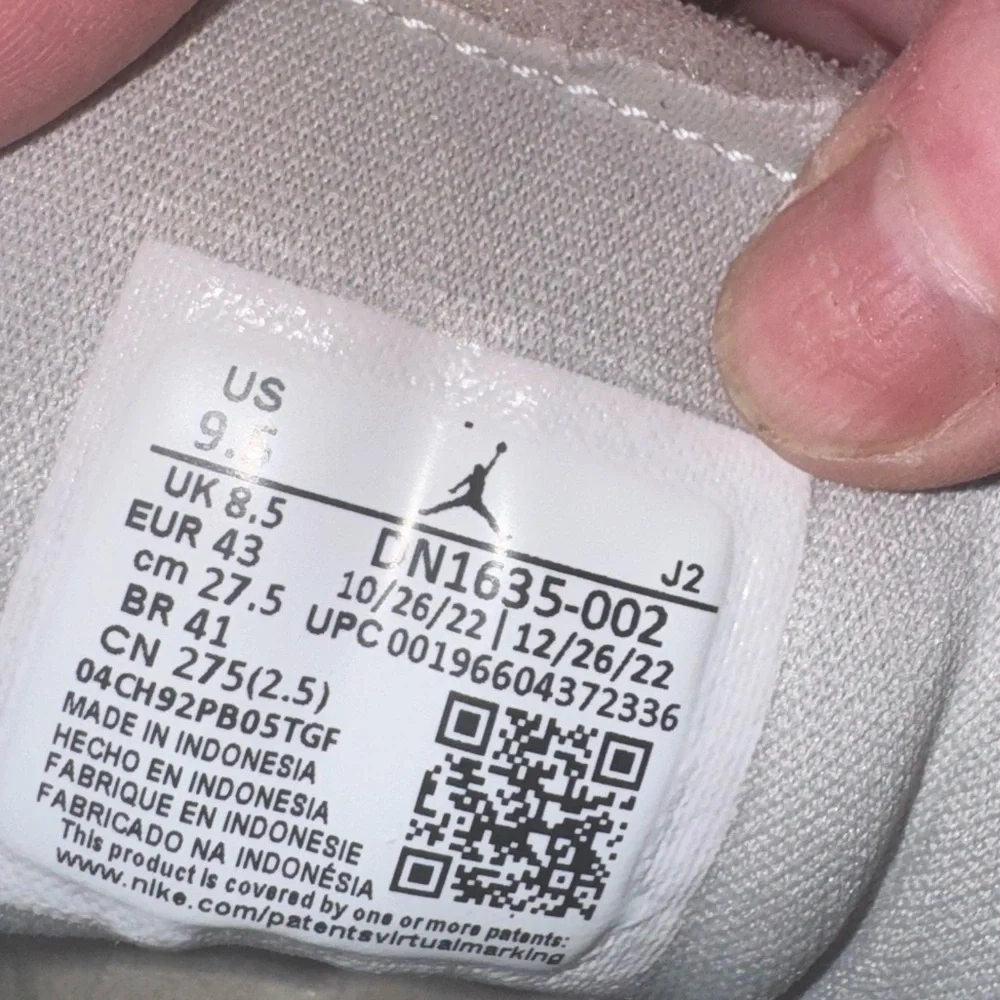 US
9.5
J2
UK 8.5
EUR 43
cm 27.5
BR 41
CN 275(2.5)
04CH92PB05TGF
DN1635-002
10/26/22 | 12/26/22
UPC 00196604372336
MADE IN INDONESIA
HECHO EN INDONESIA
FABRIQUE EN INDONESIE
FABRICADO NA INDONÉSIA
This product is covered by one or more patents:
www.nike.com/patentsvirtualmarking